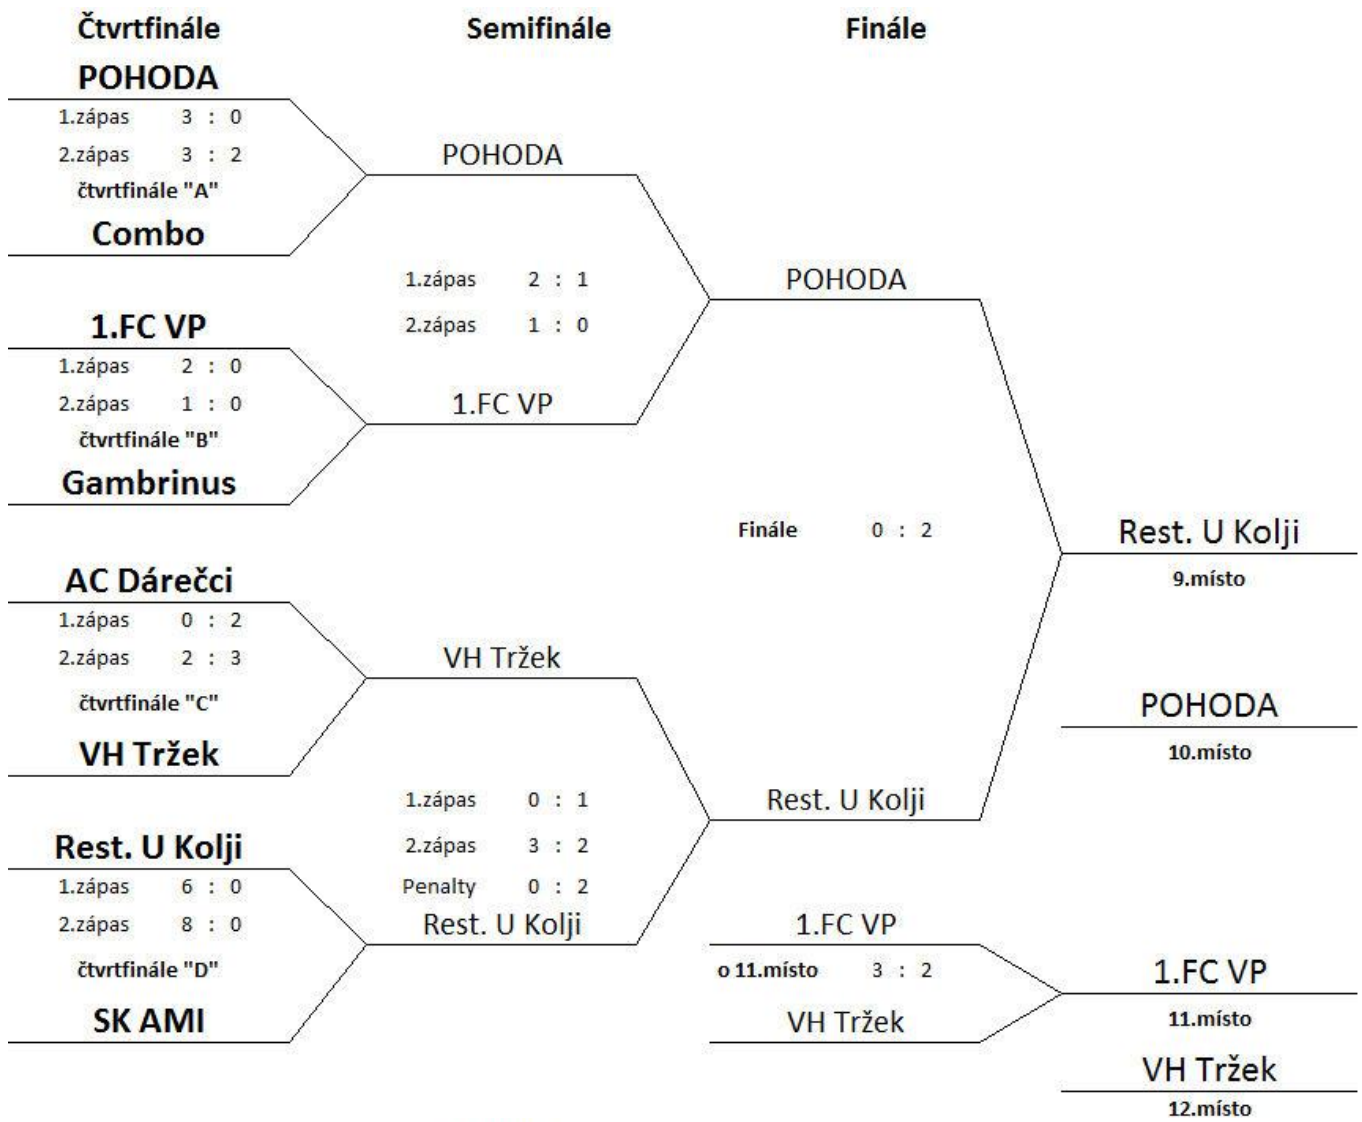 Čtvrtfinále Semifinále Finále
POHODA
1.zápas 3 : 0
2.zápas 3 : 2
čtvrtfinále "A"
Combo
1.FC VP
1.zápas 2 : 0
2.zápas 1 : 0
čtvrtfinále "B"
Gambrinus
AC Dárečci
1.zápas 0 : 2
2.zápas 2 : 3
čtvrtfinále "C"
VH Tržek
Rest. U Kolji
1.zápas 6 : 0
2.zápas 8 : 0
čtvrtfinále "D"
SK AMI
POHODA
1.zápas 2 : 1
2.zápas 1 : 0
1.FC VP
VH Tržek
1.zápas 0 : 1
2.zápas 3 : 2
Penalty 0 : 2
Rest. U Kolji
POHODA
Finále 0 : 2
Rest. U Kolji
1.FC VP
o 11.místo 3 : 2
VH Tržek
Rest. U Kolji
9.místo
POHODA
10.místo
1.FC VP
11.místo
VH Tržek
12.místo